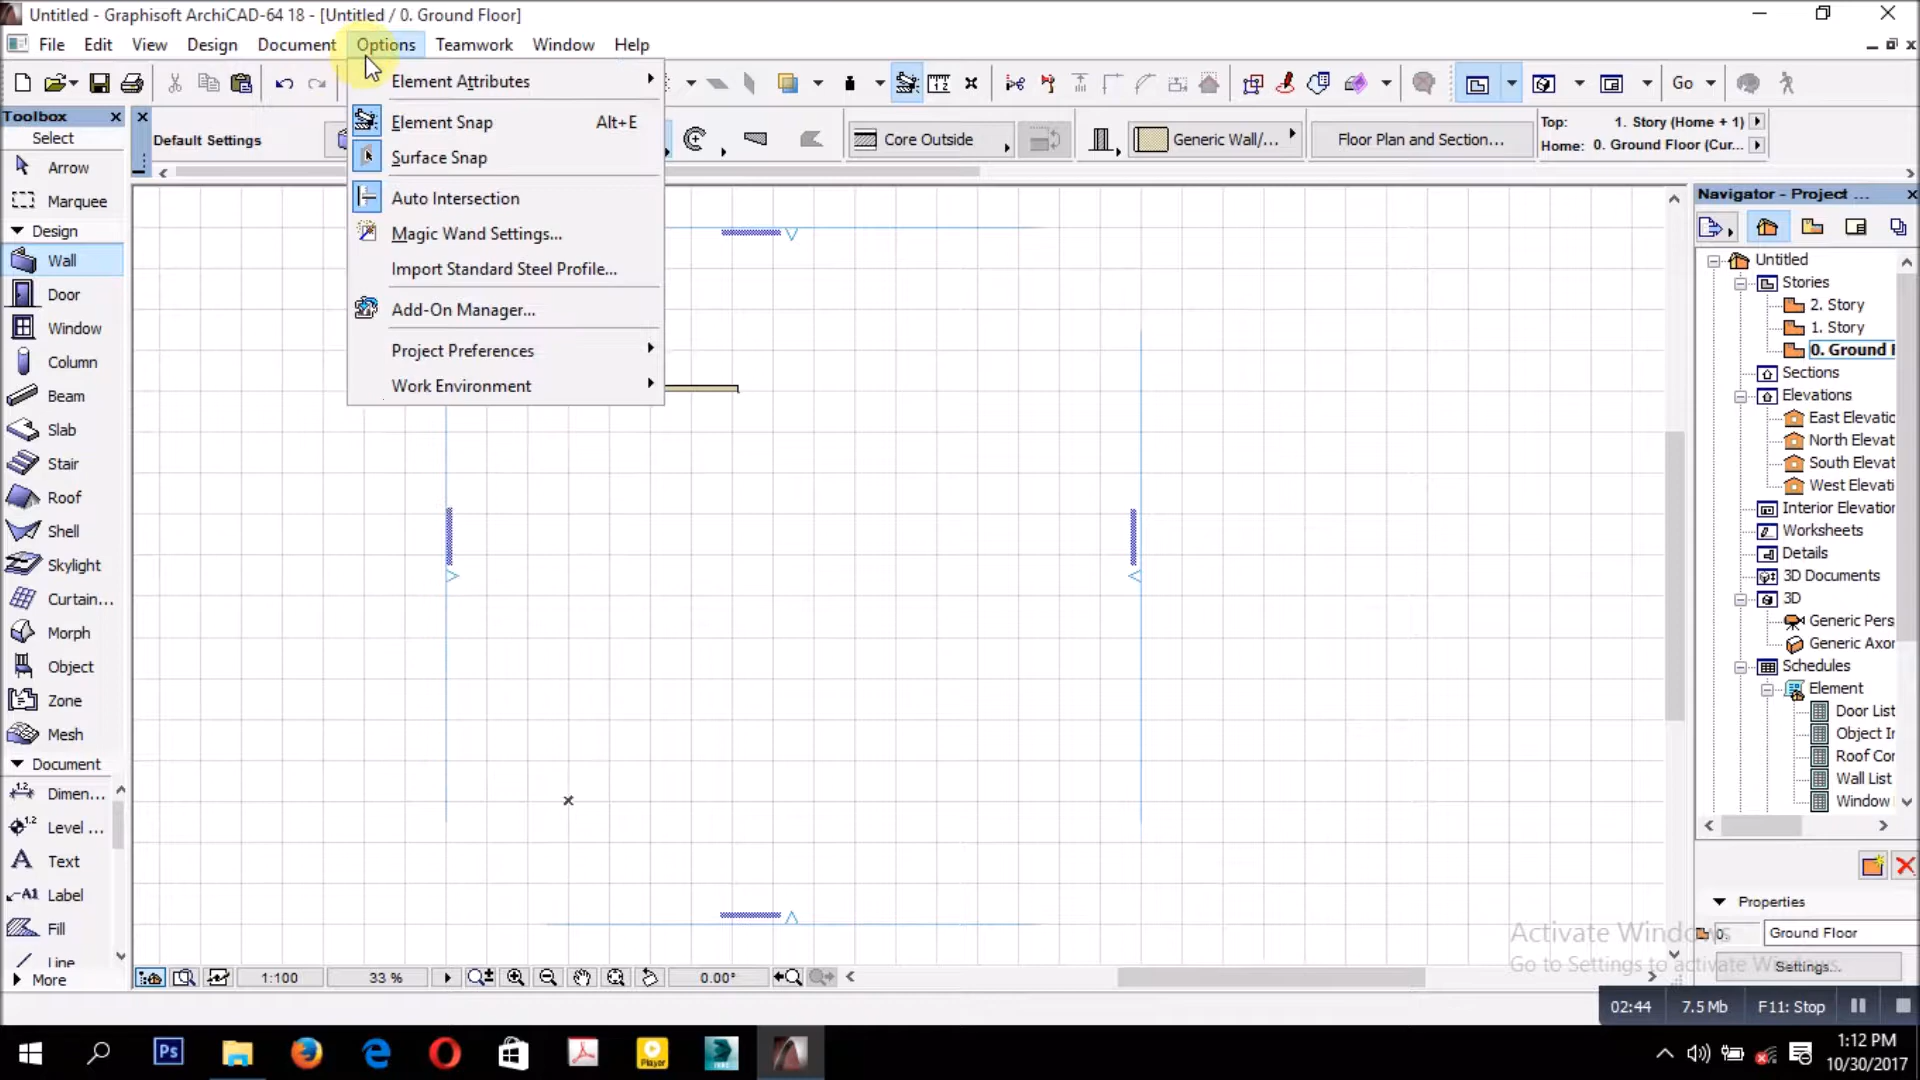 Untitled - Graphisoft ArchiCAD-64 18 - [Untitled / 0. Ground Floor]
File Edit View Design Document Options Teamwork Window Help
Go
Toolbox
Select
Arrow
Marquee
Design
Wall
Door
Window
Column
Beam
Slab
Stair
Roof
Shell
Skylight
Curtain...
Morph
Object
Zone
Mesh
Document
Dimen...
Level ...
Text
Label
Fill
Line
More
Default Settings
Core Outside
Generic Wall/...
Floor Plan and Section...
Top: 1. Story (Home + 1)
Home: 0. Ground Floor (Cur...
Element Attributes
Element Snap Alt+E
Surface Snap
Auto Intersection
Magic Wand Settings...
Import Standard Steel Profile...
Add-On Manager...
Project Preferences
Work Environment
Navigator - Project ...
Untitled
Stories
2. Story
1. Story
0. Ground F
Sections
Elevations
East Elevatio
North Elevat
South Elevat
West Elevati
Interior Elevation
Worksheets
Details
3D Documents
3D
Generic Pers
Generic Axon
Schedules
Element
Door List
Object In
Roof Cor
Wall List
Window
Properties
0. Ground Floor
Settings...
Activate Windows
Go to Settings to activate Windows.
1:100 33 % 0.00°
02:44 7.5 Mb F11: Stop
Ps
Player
1:12 PM
10/30/2017